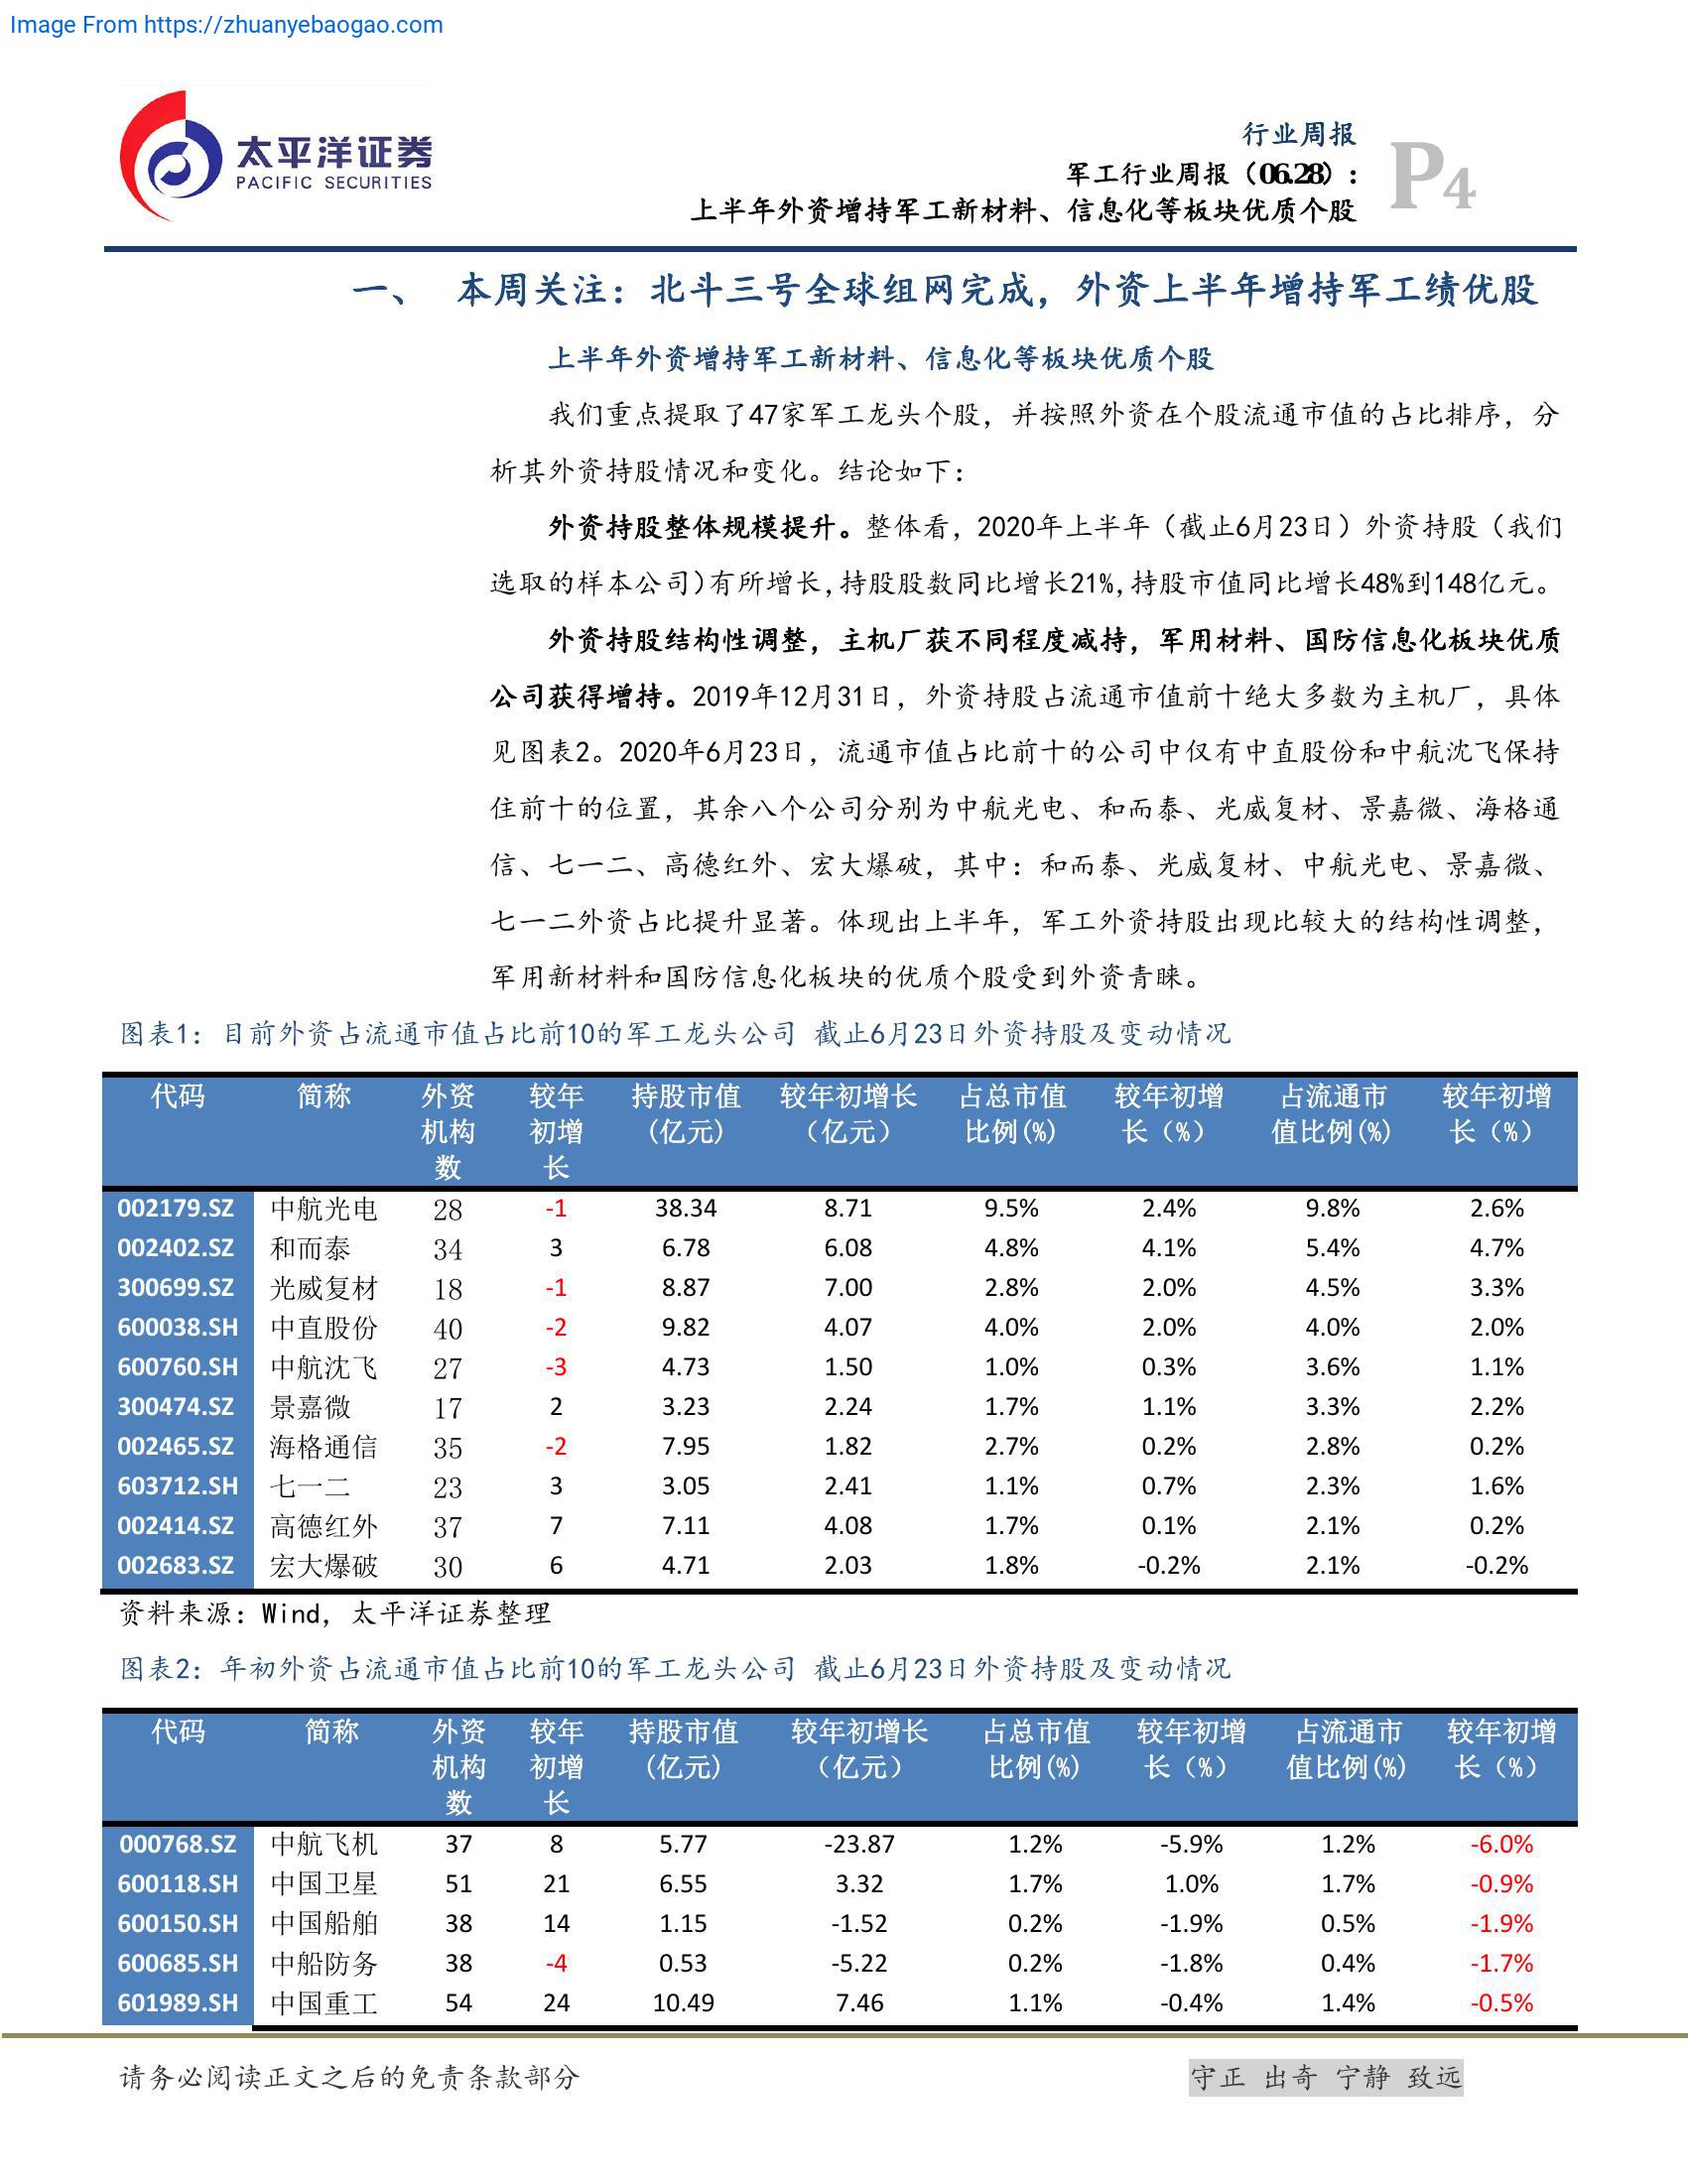 Image From https://zhuanyebaogao.com
太平洋证券
PACIFIC SECURITIES
行业周报
军工行业周报（06.28）：
上半年外资增持军工新材料、信息化等板块优质个股
P4
一、 本周关注：北斗三号全球组网完成，外资上半年增持军工绩优股
上半年外资增持军工新材料、信息化等板块优质个股
我们重点提取了47家军工龙头个股，并按照外资在个股流通市值的占比排序，分
析其外资持股情况和变化。结论如下：
外资持股整体规模提升。整体看，2020年上半年（截止6月23日）外资持股（我们
选取的样本公司)有所增长,持股股数同比增长21%,持股市值同比增长48%到148亿元。
外资持股结构性调整，主机厂获不同程度减持，军用材料、国防信息化板块优质
公司获得增持。2019年12月31日，外资持股占流通市值前十绝大多数为主机厂，具体
见图表2。2020年6月23日，流通市值占比前十的公司中仅有中直股份和中航沈飞保持
住前十的位置，其余八个公司分别为中航光电、和而泰、光威复材、景嘉微、海格通
信、七一二、高德红外、宏大爆破，其中：和而泰、光威复材、中航光电、景嘉微、
七一二外资占比提升显著。体现出上半年，军工外资持股出现比较大的结构性调整，
军用新材料和国防信息化板块的优质个股受到外资青睐。
图表1：目前外资占流通市值占比前10的军工龙头公司 截止6月23日外资持股及变动情况
代码 简称 外资 较年 持股市值 较年初增长 占总市值 较年初增 占流通市 较年初增
机构 初增 (亿元) （亿元） 比例(%) 长（%） 值比例(%) 长（%）
数 长
002179.SZ 中航光电 28 -1 38.34 8.71 9.5% 2.4% 9.8% 2.6%
002402.SZ 和而泰 34 3 6.78 6.08 4.8% 4.1% 5.4% 4.7%
300699.SZ 光威复材 18 -1 8.87 7.00 2.8% 2.0% 4.5% 3.3%
600038.SH 中直股份 40 -2 9.82 4.07 4.0% 2.0% 4.0% 2.0%
600760.SH 中航沈飞 27 -3 4.73 1.50 1.0% 0.3% 3.6% 1.1%
300474.SZ 景嘉微 17 2 3.23 2.24 1.7% 1.1% 3.3% 2.2%
002465.SZ 海格通信 35 -2 7.95 1.82 2.7% 0.2% 2.8% 0.2%
603712.SH 七一二 23 3 3.05 2.41 1.1% 0.7% 2.3% 1.6%
002414.SZ 高德红外 37 7 7.11 4.08 1.7% 0.1% 2.1% 0.2%
002683.SZ 宏大爆破 30 6 4.71 2.03 1.8% -0.2% 2.1% -0.2%
资料来源：Wind，太平洋证券整理
图表2：年初外资占流通市值占比前10的军工龙头公司 截止6月23日外资持股及变动情况
代码 简称 外资 较年 持股市值 较年初增长 占总市值 较年初增 占流通市 较年初增
机构 初增 (亿元) （亿元） 比例(%) 长（%） 值比例(%) 长（%）
数 长
000768.SZ 中航飞机 37 8 5.77 -23.87 1.2% -5.9% 1.2% -6.0%
600118.SH 中国卫星 51 21 6.55 3.32 1.7% 1.0% 1.7% -0.9%
600150.SH 中国船舶 38 14 1.15 -1.52 0.2% -1.9% 0.5% -1.9%
600685.SH 中船防务 38 -4 0.53 -5.22 0.2% -1.8% 0.4% -1.7%
601989.SH 中国重工 54 24 10.49 7.46 1.1% -0.4% 1.4% -0.5%
请务必阅读正文之后的免责条款部分
守正 出奇 宁静 致远